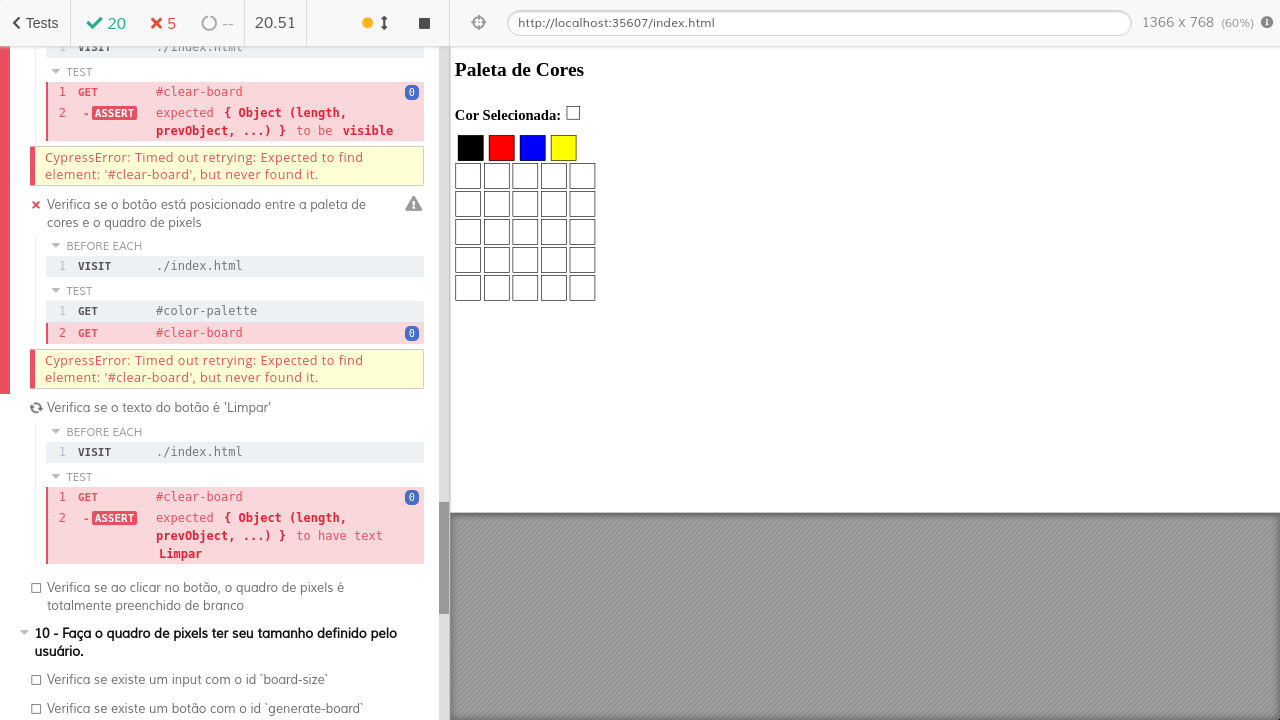 Tests 20 5 -- 20.51 http://localhost:35607/index.html 1366 x 768 (60%)
1 VISIT ./index.html
TEST
1 GET #clear-board 0
2 - ASSERT expected { Object (length,
prevObject, ...) } to be visible
CypressError: Timed out retrying: Expected to find
element: '#clear-board', but never found it.
Verifica se o botão está posicionado entre a paleta de
cores e o quadro de pixels
BEFORE EACH
1 VISIT ./index.html
TEST
1 GET #color-palette
2 GET #clear-board 0
CypressError: Timed out retrying: Expected to find
element: '#clear-board', but never found it.
Verifica se o texto do botão é 'Limpar'
BEFORE EACH
1 VISIT ./index.html
TEST
1 GET #clear-board 0
2 - ASSERT expected { Object (length,
prevObject, ...) } to have text
Limpar
Verifica se ao clicar no botão, o quadro de pixels é
totalmente preenchido de branco
10 - Faça o quadro de pixels ter seu tamanho definido pelo
usuário.
Verifica se existe um input com o id `board-size`
Verifica se existe um botão com o id `generate-board`
Paleta de Cores
Cor Selecionada: